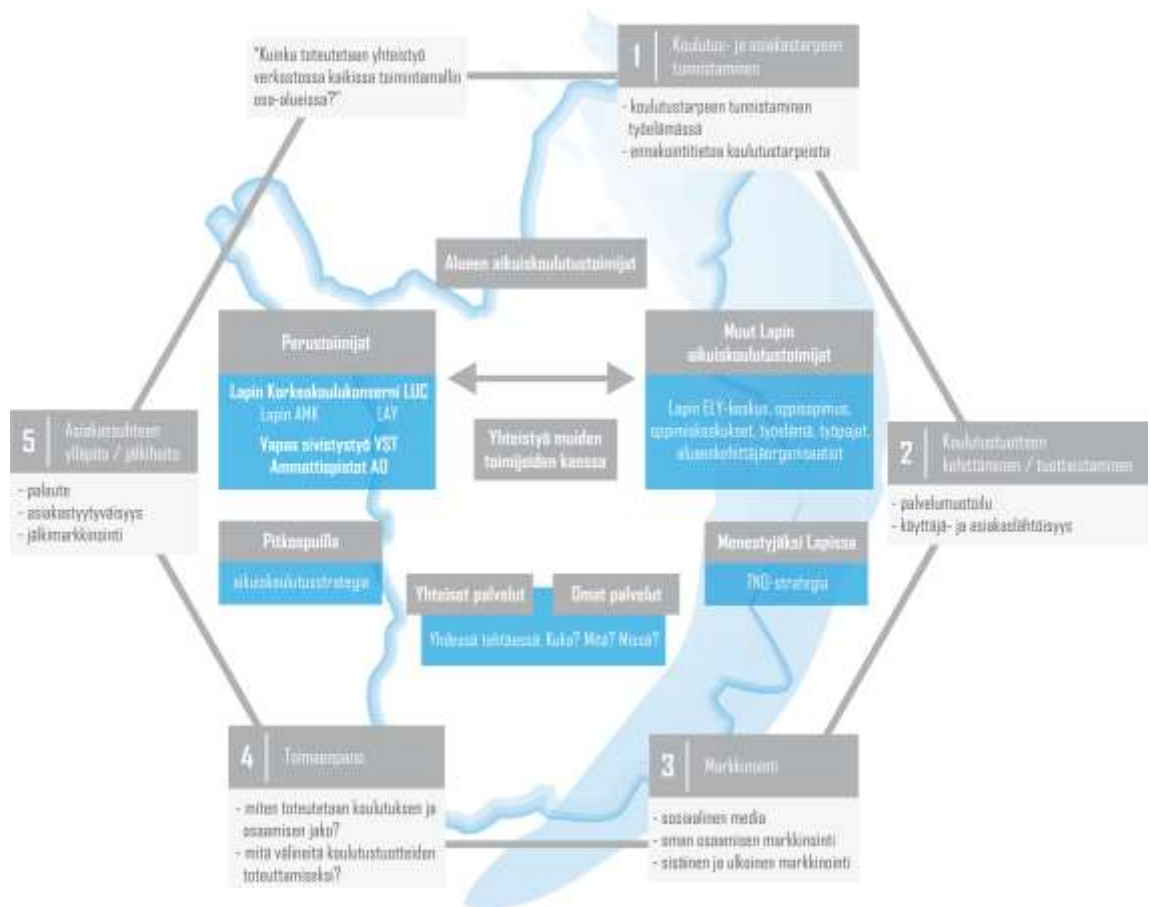 "Kuinka toteutetaan yhteistyö
verkostossa kaikissa toimintamallin
osa-alueissa?"
1
Koulutus- ja asiakastarpeen
tunnistaminen
- koulutustarpeen tunnistaminen
työelämässä
- ennakointitietoa koulutustarpeista
Alueen aikuiskoulutustoimijat
Perustoimijat
Lapin Korkeakoulukonserni LUC
Lapin AMK LAY
Vapaa sivistystyö VST
Ammattiopistot AO
Yhteistyö muiden
toimijoiden kanssa
Muut Lapin
aikuiskoulutustoimijat
Lapin ELY-keskus, oppisopimus,
oppimiskeskukset, työelämä, työpajat,
alueenkehittäjäorganisaatiot
5
Asiakassuhteen
ylläpito / jälkihoito
- palaute
- asiakastyytyväisyys
- jälkimarkkinointi
2
Koulutustuotteen
kehittäminen / tuotteistaminen
- palvelumuotoilu
- käyttäjä- ja asiakaslähtöisyys
Pitkospuilla
aikuiskoulutusstrategia
Yhteiset palvelut
Omat palvelut
Yhdessä tehtäessä: Kuka? Mitä? Missä?
Menestyjäksi Lapissa
TNO-strategia
4
Toimeenpano
- miten toteutetaan koulutuksen ja
osaamisen jako?
- mitä välineitä koulutustuotteiden
toteuttamiseksi?
3
Markkinointi
- sosiaalinen media
- oman osaamisen markkinointi
- sisäinen ja ulkoinen markkinointi